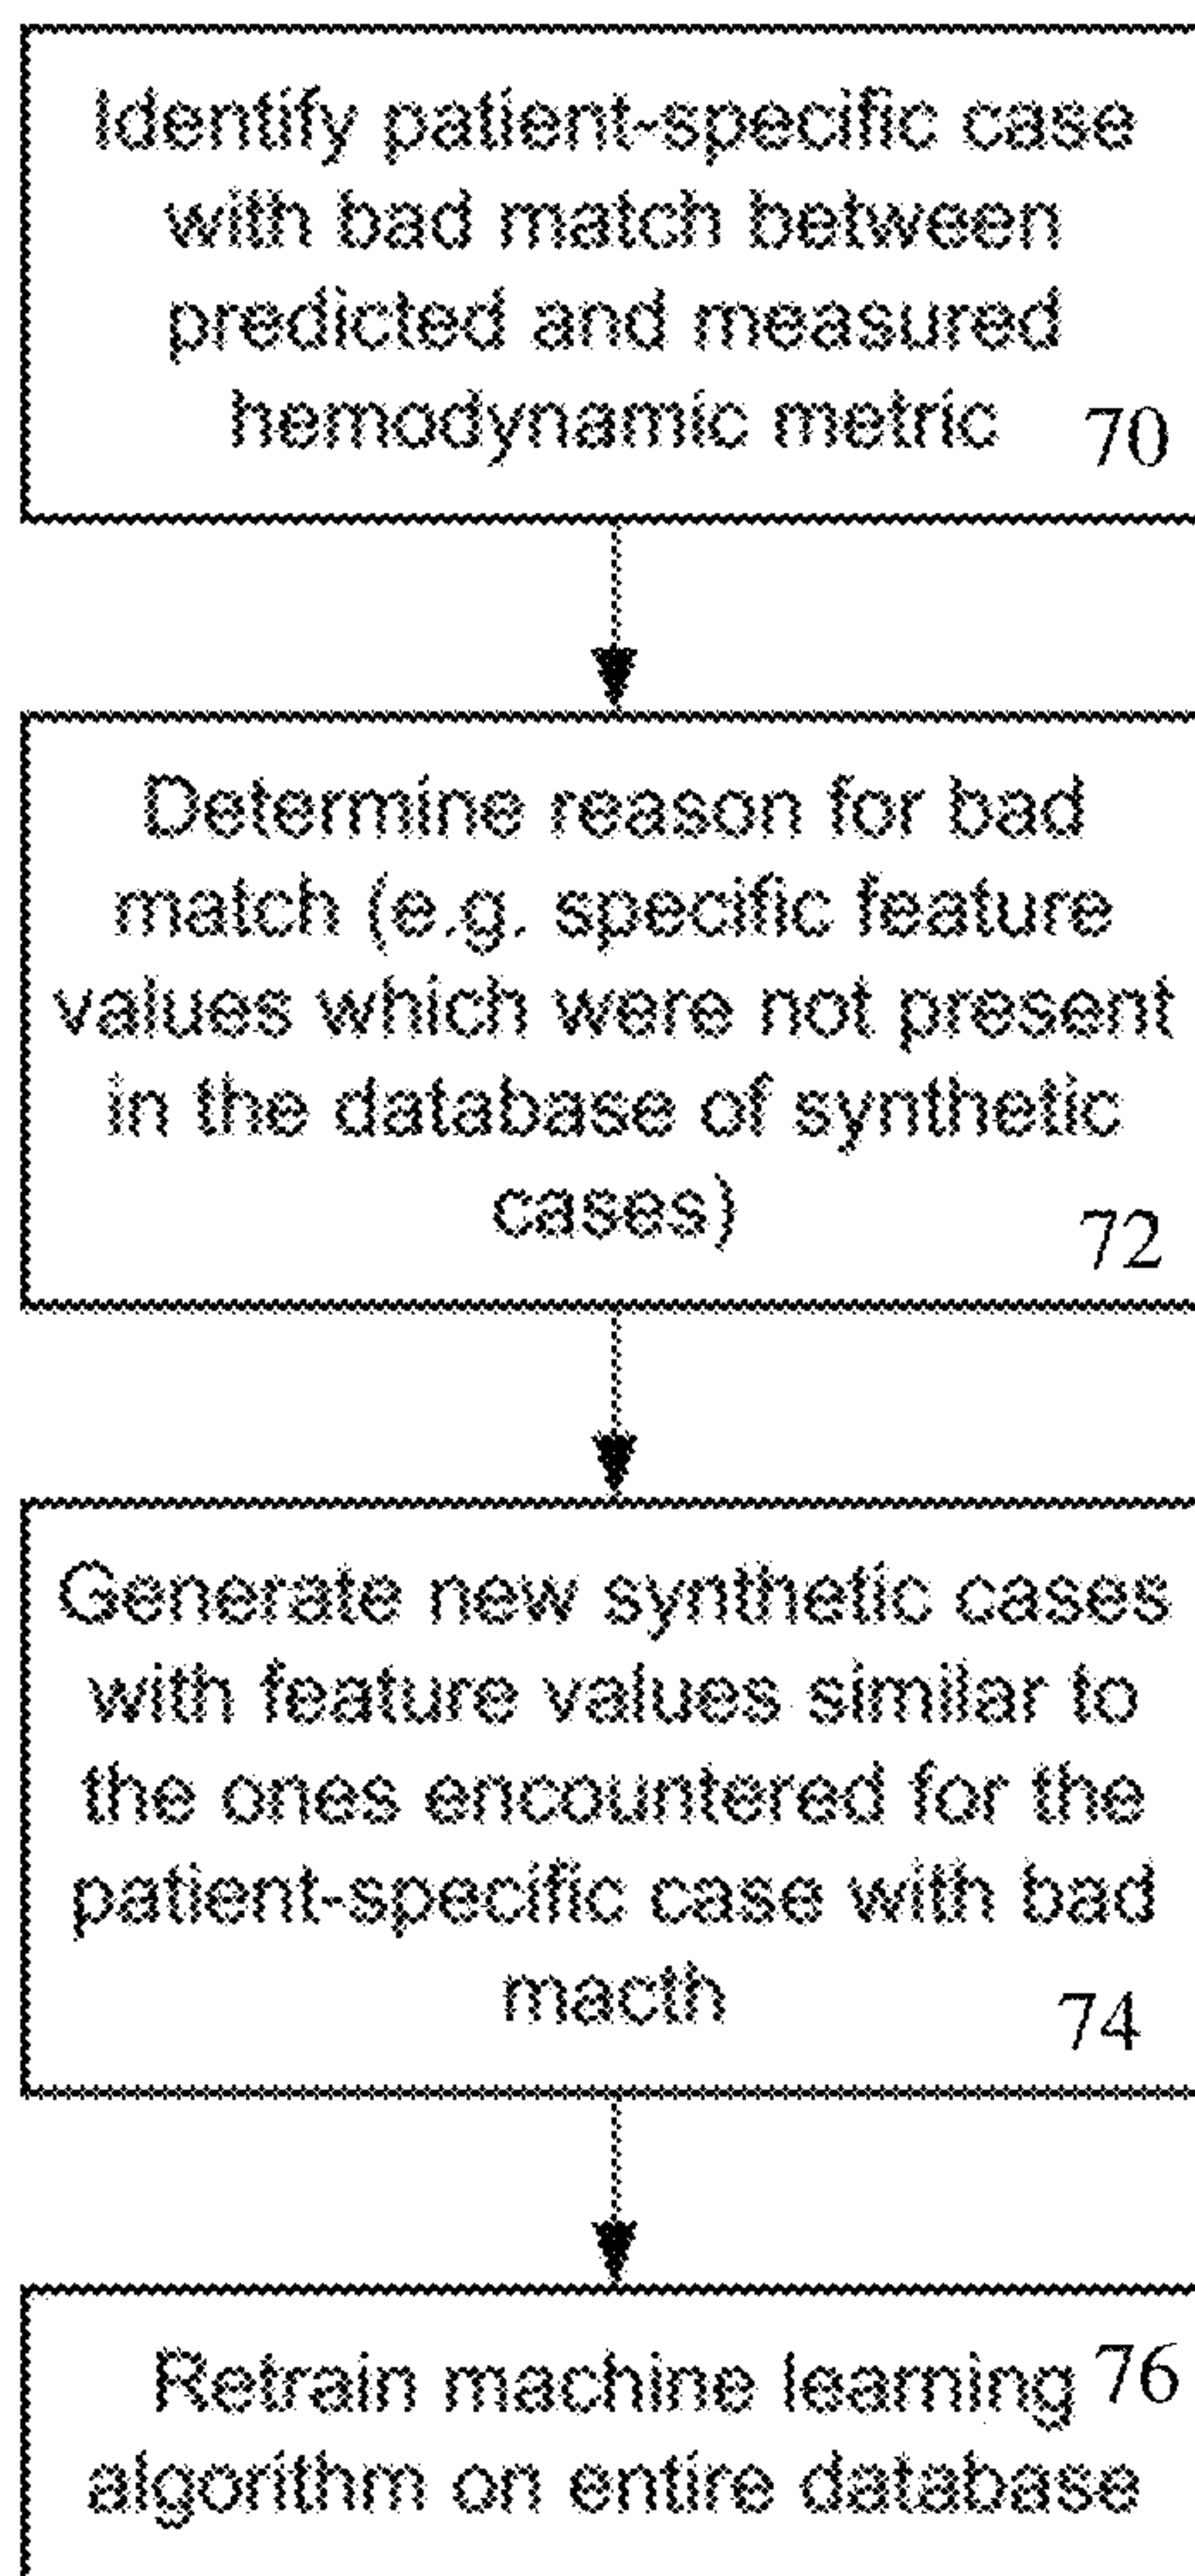 Identify patient-specific case
with bad match between
predicted and measured
hemodynamic metric
70
Determine reason for bad
match (e.g. specific feature
values which were not present
in the database of synthetic
cases)
72
Generate new synthetic cases
with feature values similar to
the ones encountered for the
patient-specific case with bad
macth
74
Retrain machine learning 76
algorithm on entire database